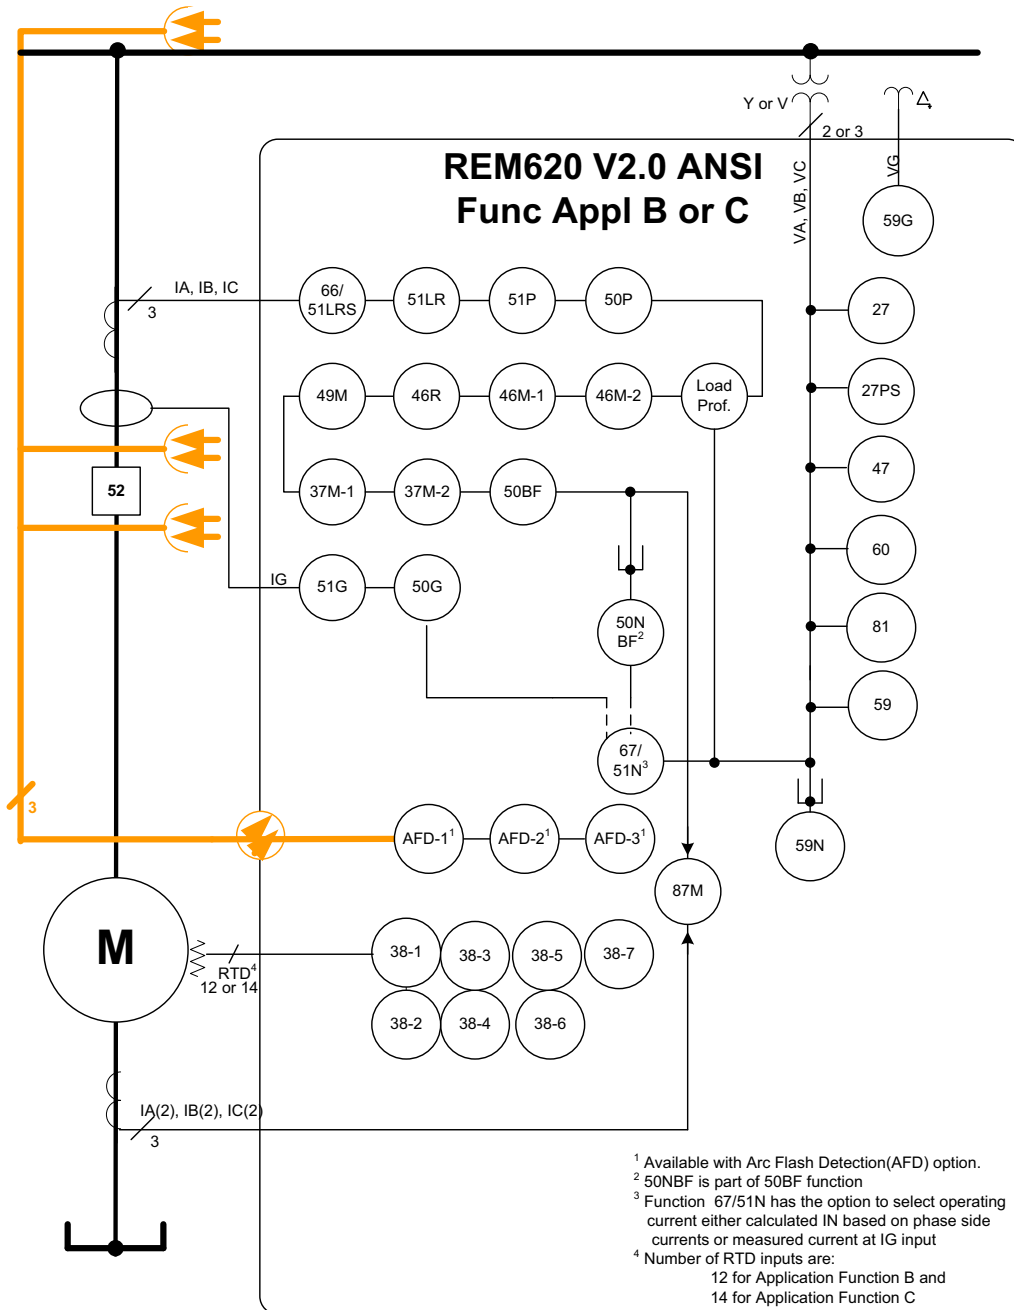 Y or V
2 or 3
REM620 V2.0 ANSI
Func Appl B or C
VA, VB, VC
VG
59G
IA, IB, IC
3
66/
51LRS
51LR
51P
50P
27
49M
46R
46M-1
46M-2
Load
Prof.
27PS
52
37M-1
37M-2
50BF
47
60
IG
51G
50G
50N
BF²
81
59
67/
51N³
3
AFD-1¹
AFD-2¹
AFD-3¹
59N
87M
M
RTD⁴
12 or 14
38-1
38-3
38-5
38-7
38-2
38-4
38-6
IA(2), IB(2), IC(2)
3
¹ Available with Arc Flash Detection(AFD) option.
² 50NBF is part of 50BF function
³ Function 67/51N has the option to select operating
current either calculated IN based on phase side
currents or measured current at IG input
⁴ Number of RTD inputs are:
12 for Application Function B and
14 for Application Function C